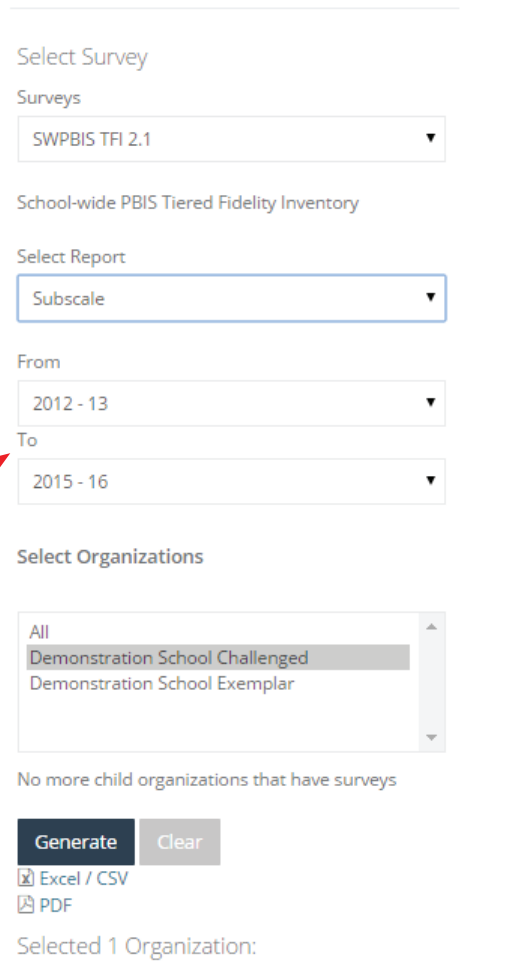 Select Survey
Surveys
SWPBIS TFI 2.1
School-wide PBIS Tiered Fidelity Inventory
Select Report
Subscale
From
2012 - 13
To
2015 - 16
Select Organizations
All
Demonstration School Challenged
Demonstration School Exemplar
No more child organizations that have surveys
Generate Clear
Excel / CSV
PDF
Selected 1 Organization: